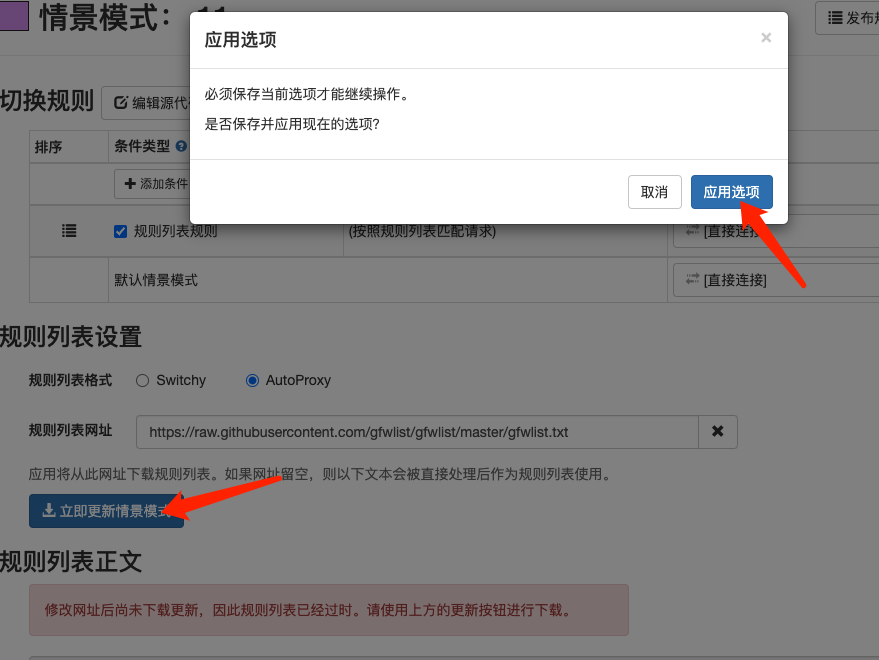 情景模式：11
发布规
应用选项
×
必须保存当前选项才能继续操作。
是否保存并应用现在的选项?
取消
应用选项
切换规则
编辑源代
排序
条件类型
添加条件
规则列表规则
(按照规则列表匹配请求)
[直接连接]
默认情景模式
[直接连接]
规则列表设置
规则列表格式
Switchy
AutoProxy
规则列表网址
https://raw.githubusercontent.com/gfwlist/gfwlist/master/gfwlist.txt
应用将从此网址下载规则列表。如果网址留空，则以下文本会被直接处理后作为规则列表使用。
立即更新情景模式
规则列表正文
修改网址后尚未下载更新，因此规则列表已经过时。请使用上方的更新按钮进行下载。